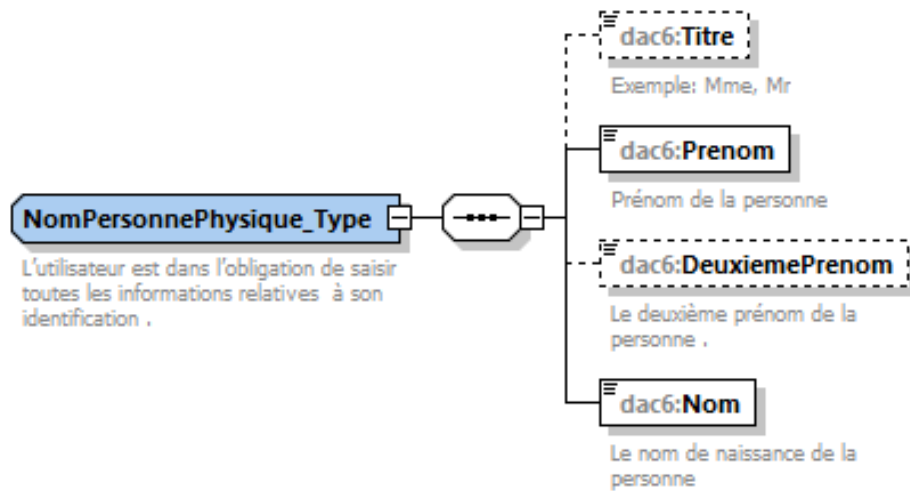 NomPersonnePhysique_Type
L'utilisateur est dans l'obligation de saisir
toutes les informations relatives  à son
identification .
dac6:Titre
Exemple: Mme, Mr
dac6:Prenom
Prénom de la personne
dac6:DeuxiemePrenom
Le deuxième prénom de la
personne .
dac6:Nom
Le nom de naissance de la
personne